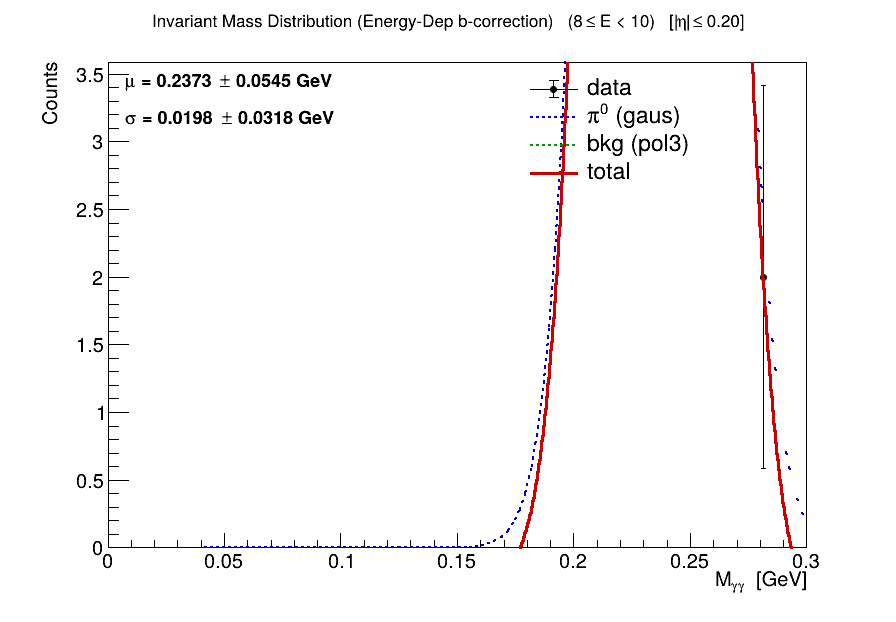 Invariant Mass Distribution (Energy-Dep b-correction) (8 ≤ E < 10) [|η| ≤ 0.20]
Counts
μ = 0.2373 ± 0.0545 GeV
σ = 0.0198 ± 0.0318 GeV
data
π⁰ (gaus)
bkg (pol3)
total
3.5
3
2.5
2
1.5
1
0.5
0
0 0.05 0.1 0.15 0.2 0.25 0.3
M_γγ [GeV]